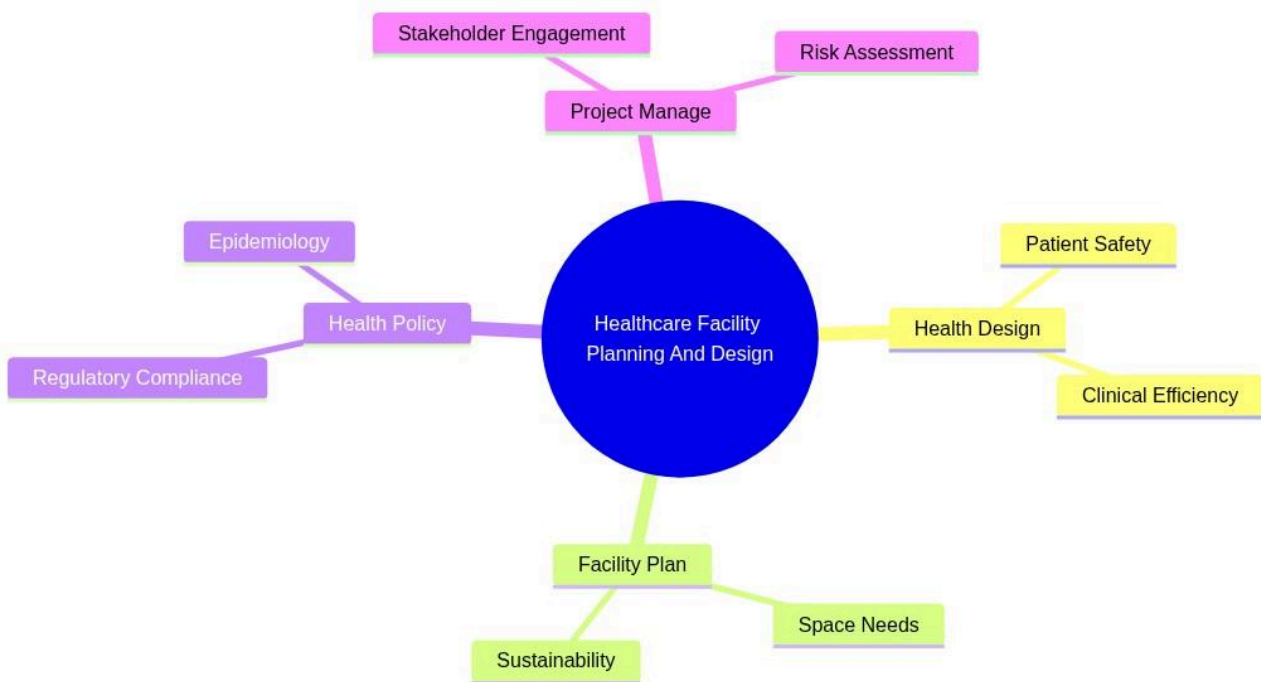 Stakeholder Engagement
Risk Assessment
Project Manage
Epidemiology
Patient Safety
Health Policy
Healthcare Facility
Planning And Design
Health Design
Regulatory Compliance
Clinical Efficiency
Facility Plan
Space Needs
Sustainability